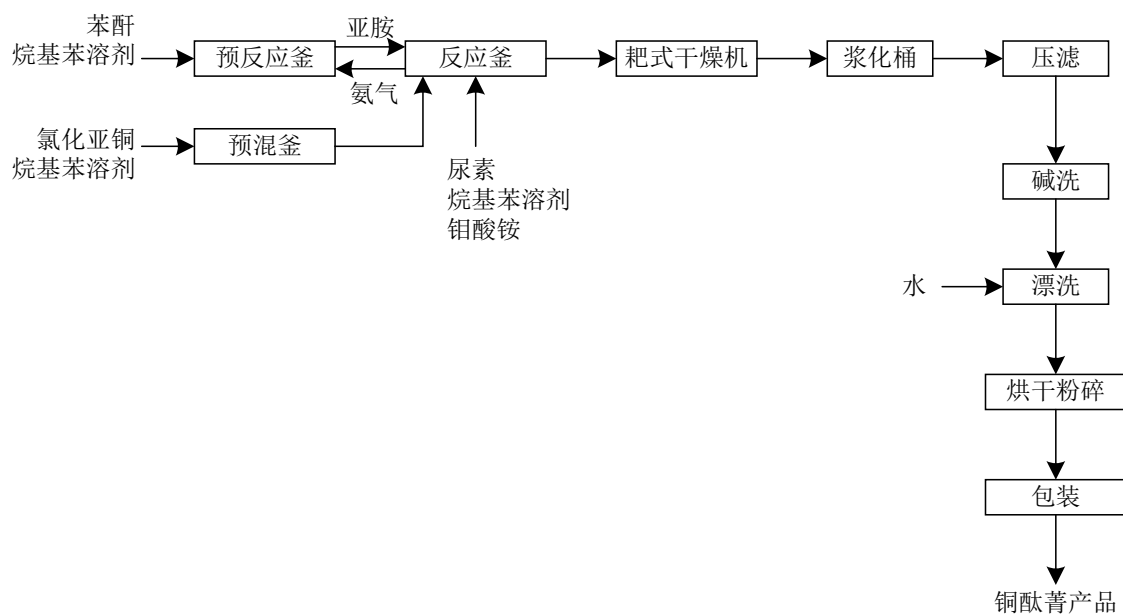 苯酐
烷基苯溶剂
预反应釜
亚胺
氨气
反应釜
耙式干燥机
浆化桶
压滤
氯化亚铜
烷基苯溶剂
预混釜
尿素
烷基苯溶剂
钼酸铵
碱洗
水
漂洗
烘干粉碎
包装
铜酞菁产品